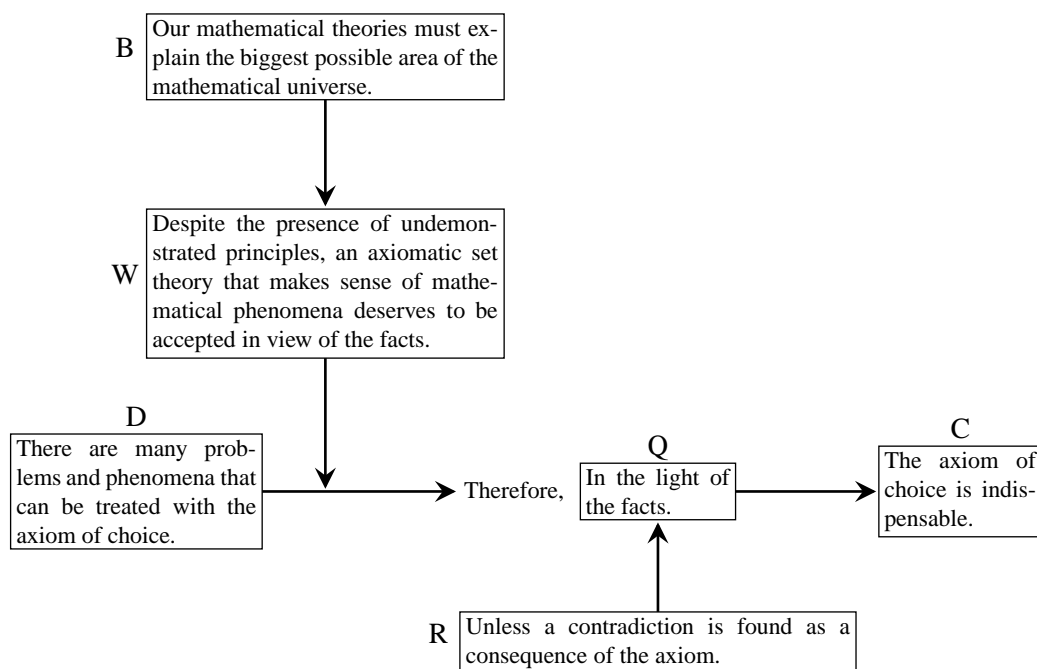 B
Our mathematical theories must ex-
plain the biggest possible area of the
mathematical universe.
W
Despite the presence of undemon-
strated principles, an axiomatic set
theory that makes sense of mathe-
matical phenomena deserves to be
accepted in view of the facts.
D
There are many prob-
lems and phenomena that
can be treated with the
axiom of choice.
Therefore,
Q
In the light of
the facts.
C
The axiom of
choice is indis-
pensable.
R
Unless a contradiction is found as a
consequence of the axiom.